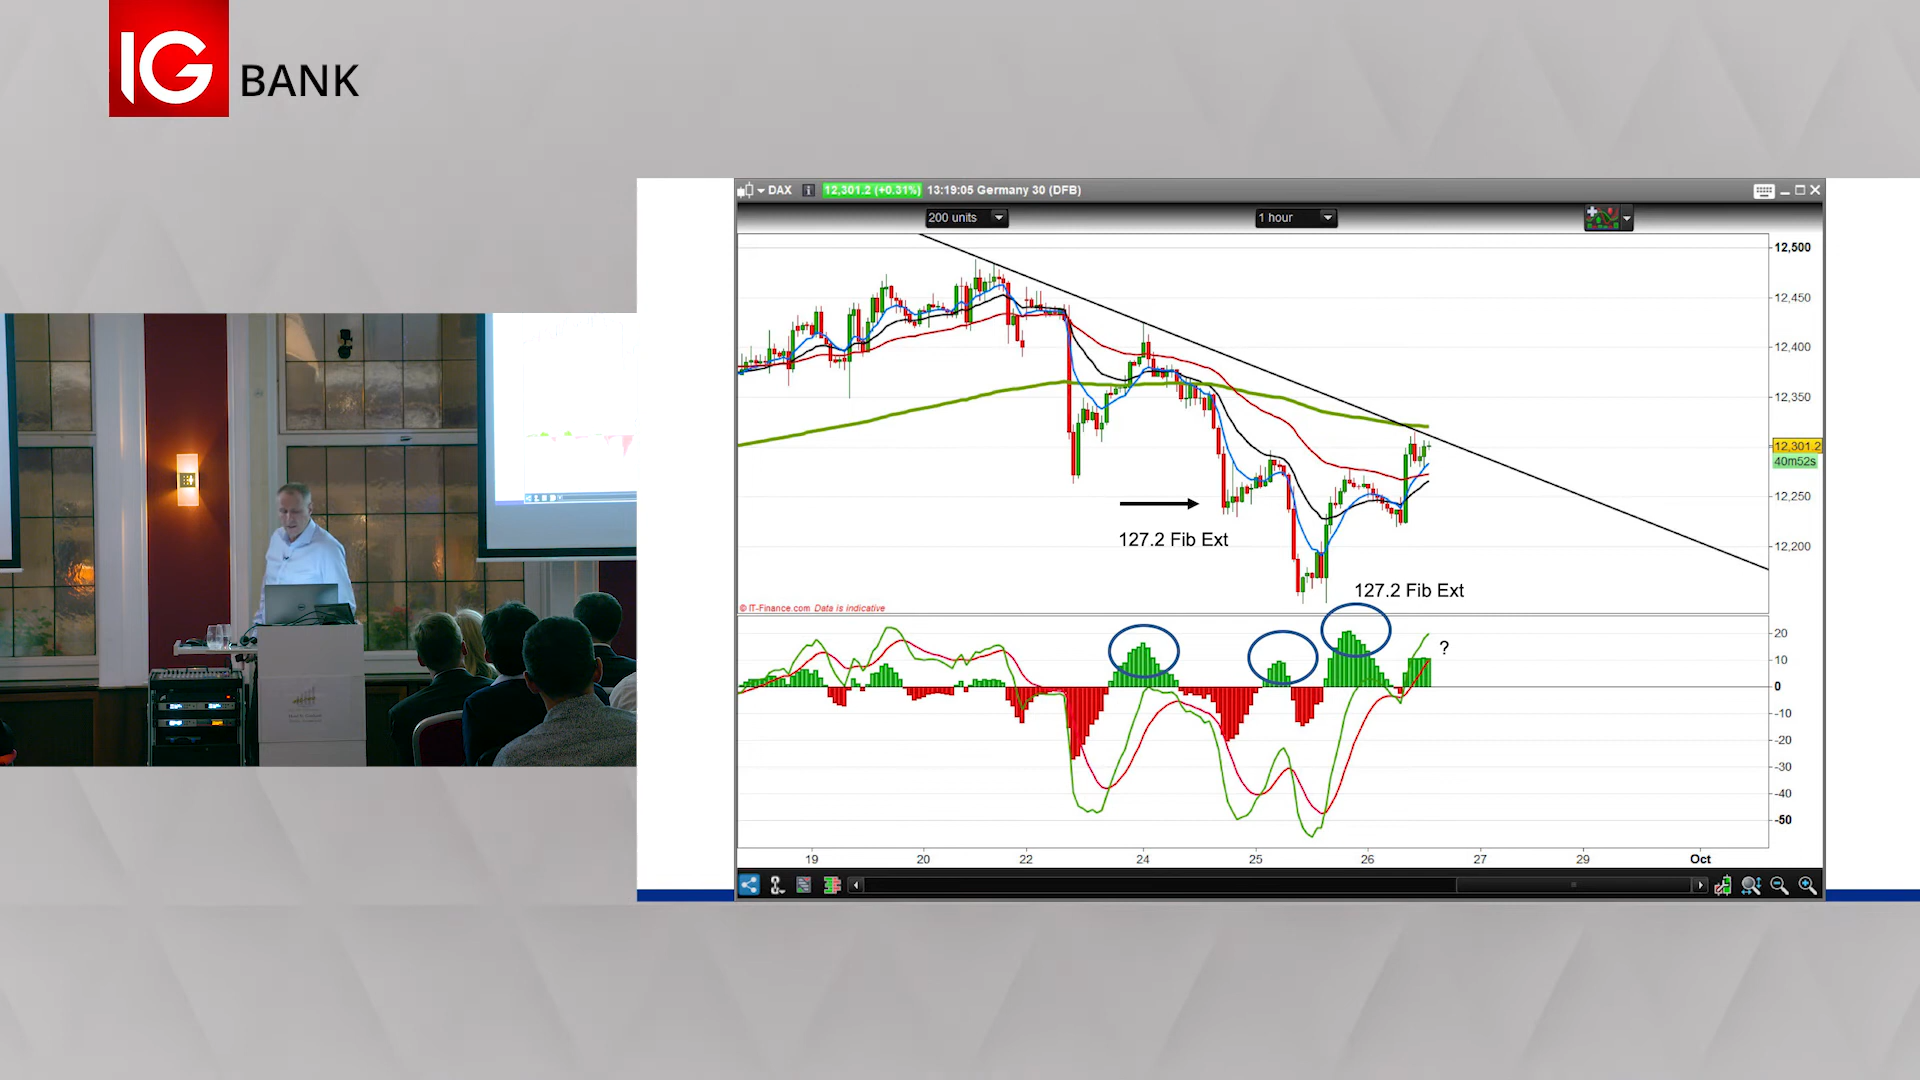 IG BANK
DAX 12,301.2 (+0.31%) 13:19:05 Germany 30 (DFB)
200 units 1 hour
12,500
12,450
12,400
12,350
12,301.2
40m52s
12,250
12,200
127.2 Fib Ext
127.2 Fib Ext
© IT-Finance.com Data is indicative
?
20
10
0
-10
-20
-30
-40
-50
19 20 22 24 25 26 27 29 Oct